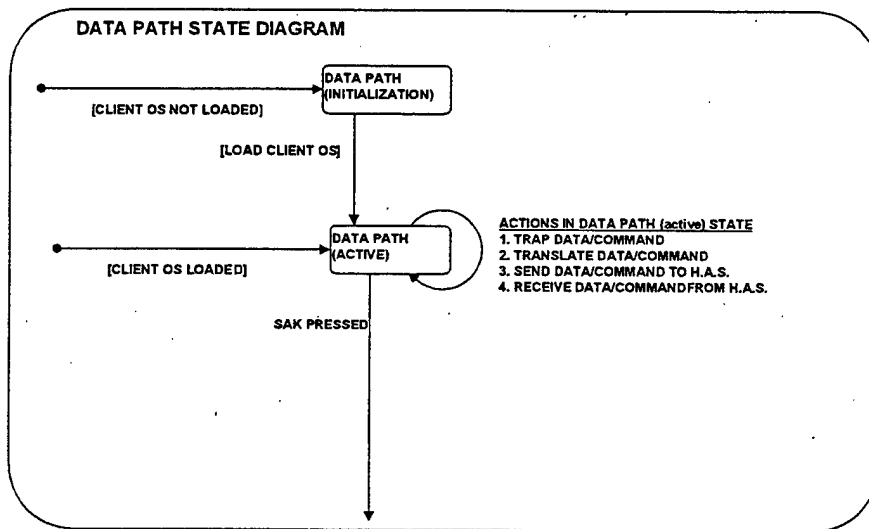 DATA PATH STATE DIAGRAM
DATA PATH
(INITIALIZATION)
[CLIENT OS NOT LOADED]
[LOAD CLIENT OS]
DATA PATH
(ACTIVE)
[CLIENT OS LOADED]
ACTIONS IN DATA PATH (active) STATE
1. TRAP DATA/COMMAND
2. TRANSLATE DATA/COMMAND
3. SEND DATA/COMMAND TO H.A.S.
4. RECEIVE DATA/COMMANDFROM H.A.S.
SAK PRESSED